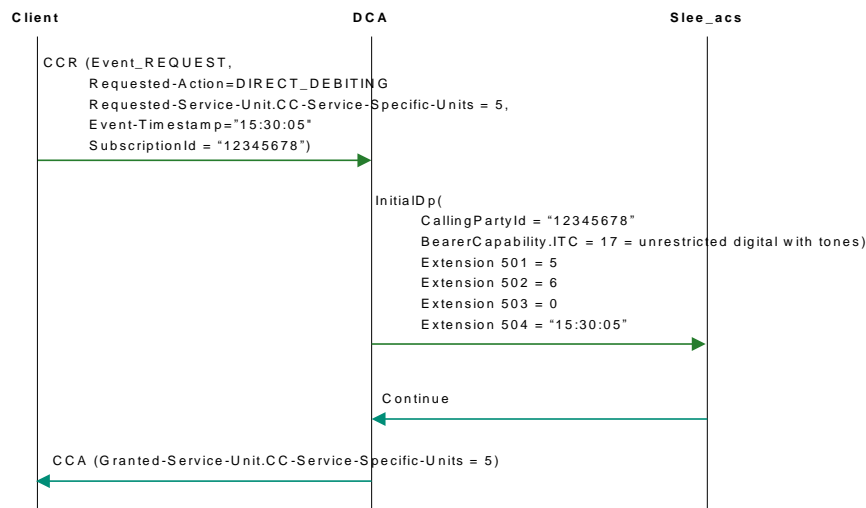 Client DCA Slee_acs
CCR (Event_REQUEST,
Requested-Action=DIRECT_DEBITING
Requested-Service-Unit.CC-Service-Specific-Units = 5,
Event-Timestamp=”15:30:05"
SubscriptionId = “12345678”)
InitialDp(
CallingPartyId = “12345678”
BearerCapability.ITC = 17 = unrestricted digital with tones)
Extension 501 = 5
Extension 502 = 6
Extension 503 = 0
Extension 504 = “15:30:05”
Continue
CCA (Granted-Service-Unit.CC-Service-Specific-Units = 5)